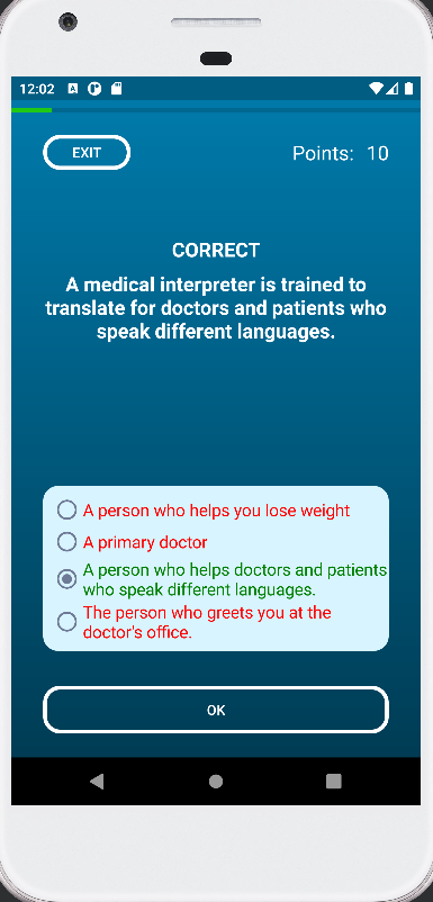 12:02
EXIT
Points: 10
CORRECT
A medical interpreter is trained to
translate for doctors and patients who
speak different languages.
A person who helps you lose weight
A primary doctor
A person who helps doctors and patients
who speak different languages.
The person who greets you at the
doctor's office.
OK